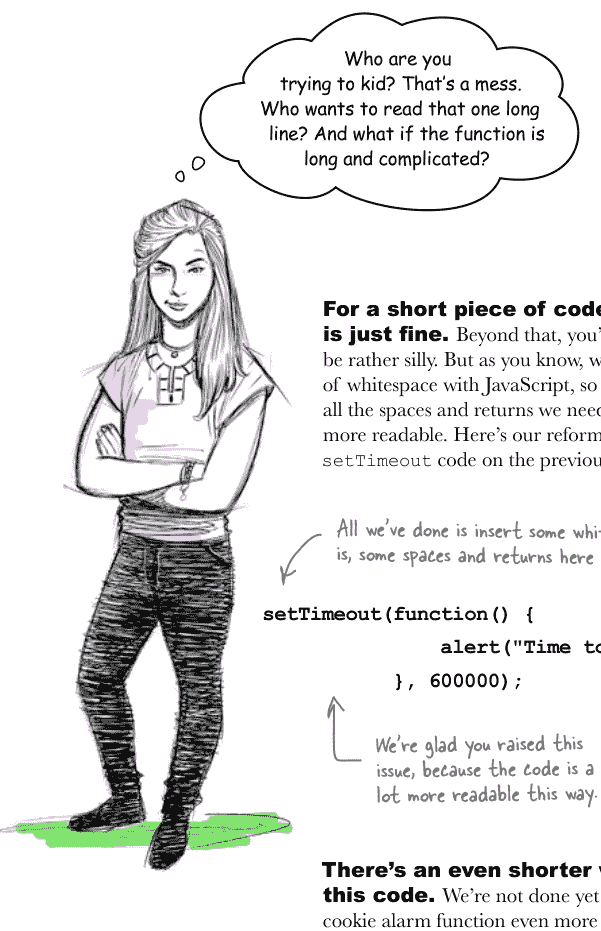 Who are you
trying to kid? That's a mess.
Who wants to read that one long
line? And what if the function is
long and complicated?
For a short piece of code
is just fine. Beyond that, you'
be rather silly. But as you know, w
of whitespace with JavaScript, so
all the spaces and returns we need
more readable. Here's our reform
setTimeout code on the previou
All we've done is insert some whi
is, some spaces and returns here
setTimeout(function() {
alert("Time to
}, 600000);
We're glad you raised this
issue, because the code is a
lot more readable this way.
There's an even shorter
this code. We're not done yet
cookie alarm function even more